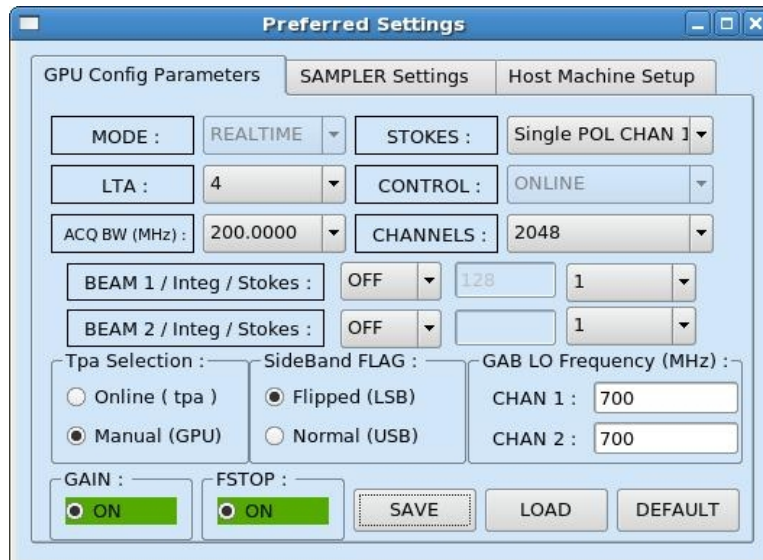 Preferred Settings
GPU Config Parameters SAMPLER Settings Host Machine Setup
MODE : REALTIME STOKES : Single POL CHAN 1
LTA : 4 CONTROL : ONLINE
ACQ BW (MHz) : 200.0000 CHANNELS : 2048
BEAM 1 / Integ / Stokes : OFF 128 1
BEAM 2 / Integ / Stokes : OFF 1
Tpa Selection : SideBand FLAG : GAB LO Frequency (MHz) :
Online ( tpa ) Flipped (LSB) CHAN 1 : 700
Manual (GPU) Normal (USB) CHAN 2 : 700
GAIN : FSTOP :
ON ON SAVE LOAD DEFAULT